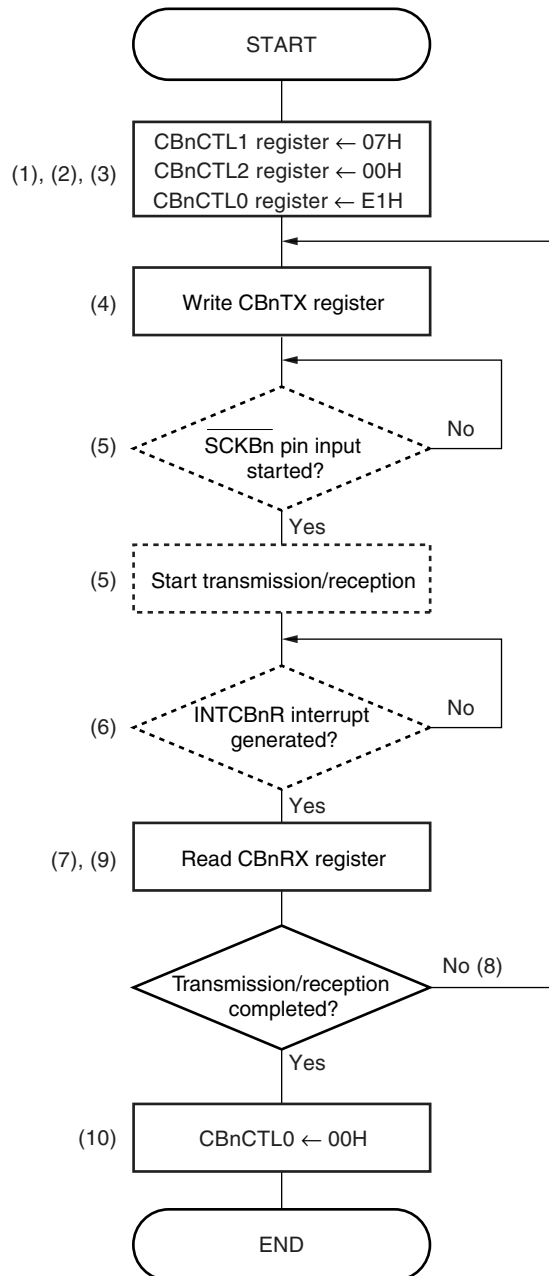 START
(1), (2), (3)
CBnCTL1 register ← 07H
CBnCTL2 register ← 00H
CBnCTL0 register ← E1H
(4)
Write CBnTX register
(5)
SCKBn pin input
started?
No
Yes
(5)
Start transmission/reception
(6)
INTCBnR interrupt
generated?
No
Yes
(7), (9)
Read CBnRX register
Transmission/reception
completed?
No (8)
Yes
(10)
CBnCTL0 ← 00H
END